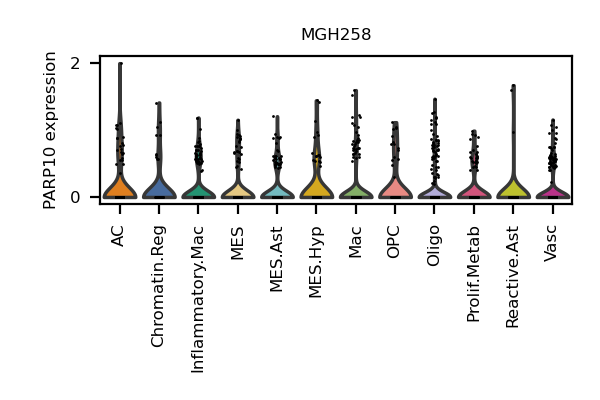 MGH258
PARP10 expression
2
0
AC
Chromatin.Reg
Inflammatory.Mac
MES
MES.Ast
MES.Hyp
Mac
OPC
Oligo
Prolif.Metab
Reactive.Ast
Vasc